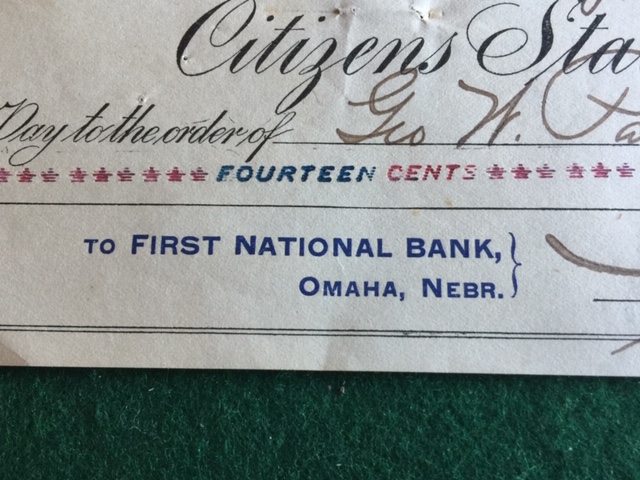 Citizens Sta
Pay to the order of Geo W.
FOURTEEN CENTS
TO FIRST NATIONAL BANK,
OMAHA, NEBR.